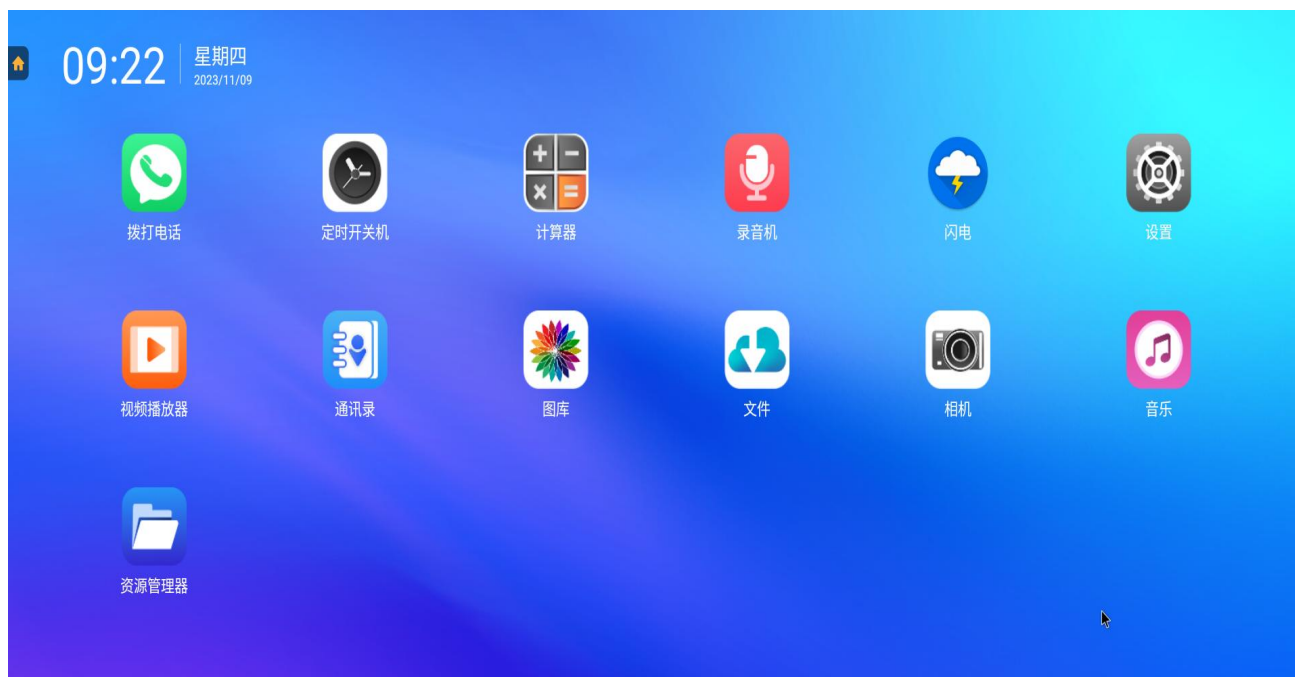 09:22
星期四
2023/11/09
拨打电话
定时开关机
计算器
录音机
闪电
设置
视频播放器
通讯录
图库
文件
相机
音乐
资源管理器